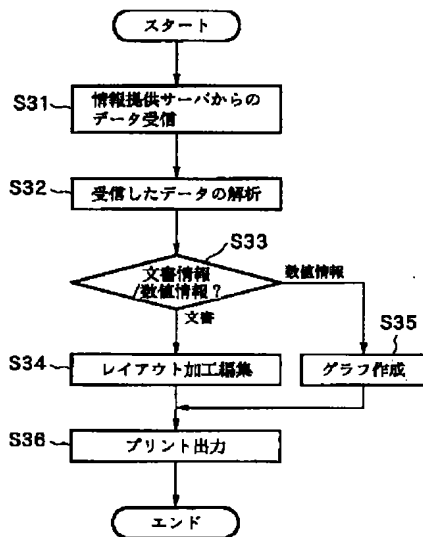 スタート
S31
情報提供サーバからの
データ受信
S32
受信したデータの解析
S33
文書情報
/数値情報?
数値情報
文書
S34
レイアウト加工編集
S35
グラフ作成
S36
プリント出力
エンド